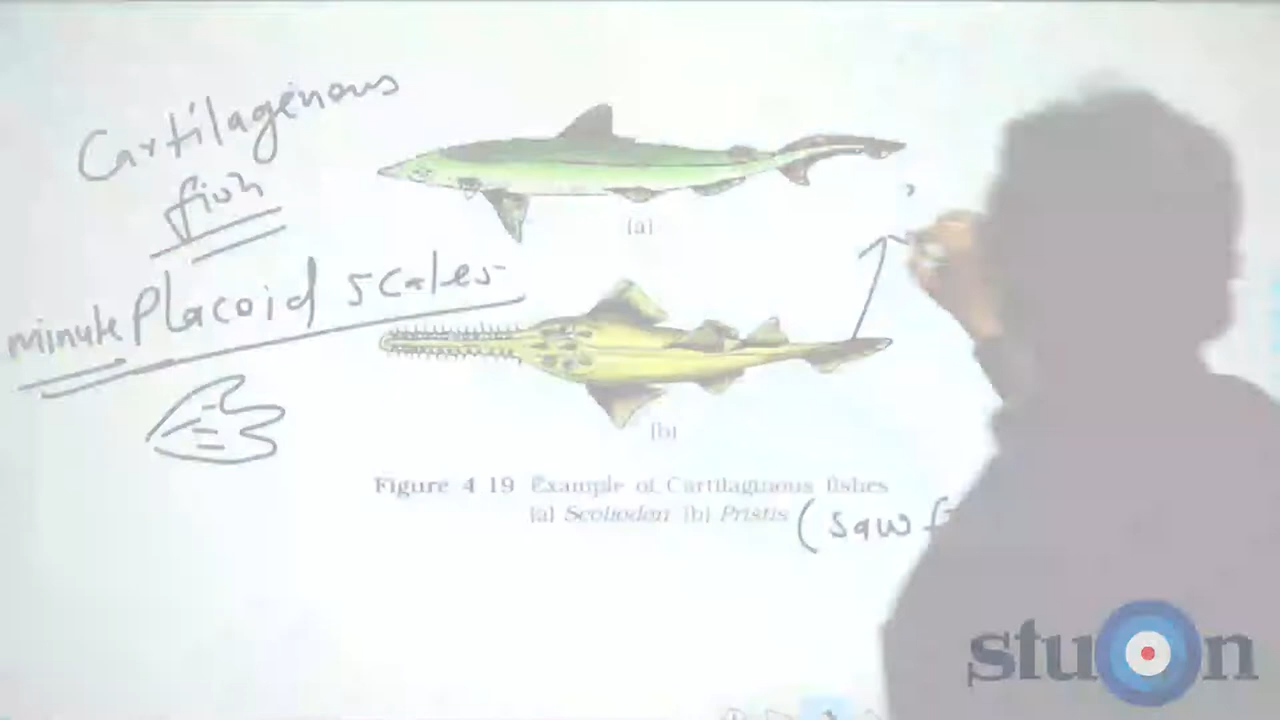 Cartilagenous
fish
minute Placoid scales
(a)
(b)
Figure 4 19 Example of Cartilaginous fishes
(a) Scoliodon (b) Pristis (saw f
stuon